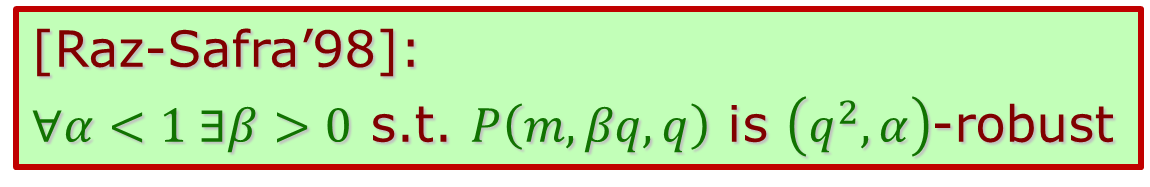 [Raz-Safra’98]:
∀𝛼 < 1 ∃𝛽 > 0 s.t. 𝑃(𝑚, 𝛽𝑞, 𝑞) is (𝑞², 𝛼)-robust